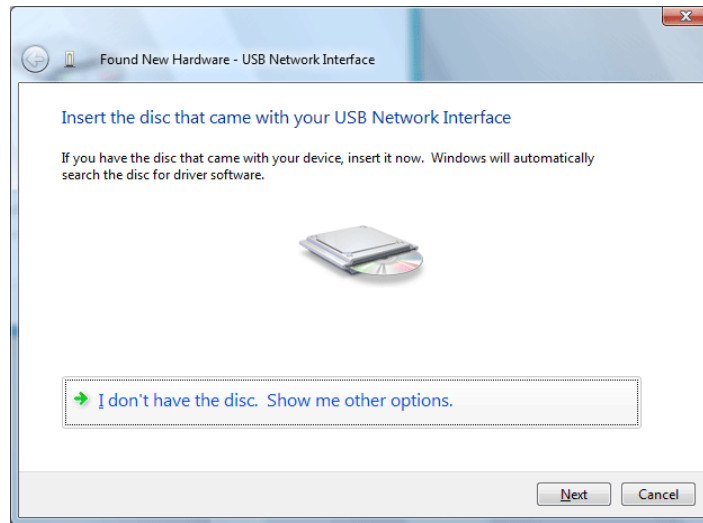 Found New Hardware - USB Network Interface
Insert the disc that came with your USB Network Interface
If you have the disc that came with your device, insert it now.  Windows will automatically
search the disc for driver software.
I don't have the disc.  Show me other options.
Next Cancel